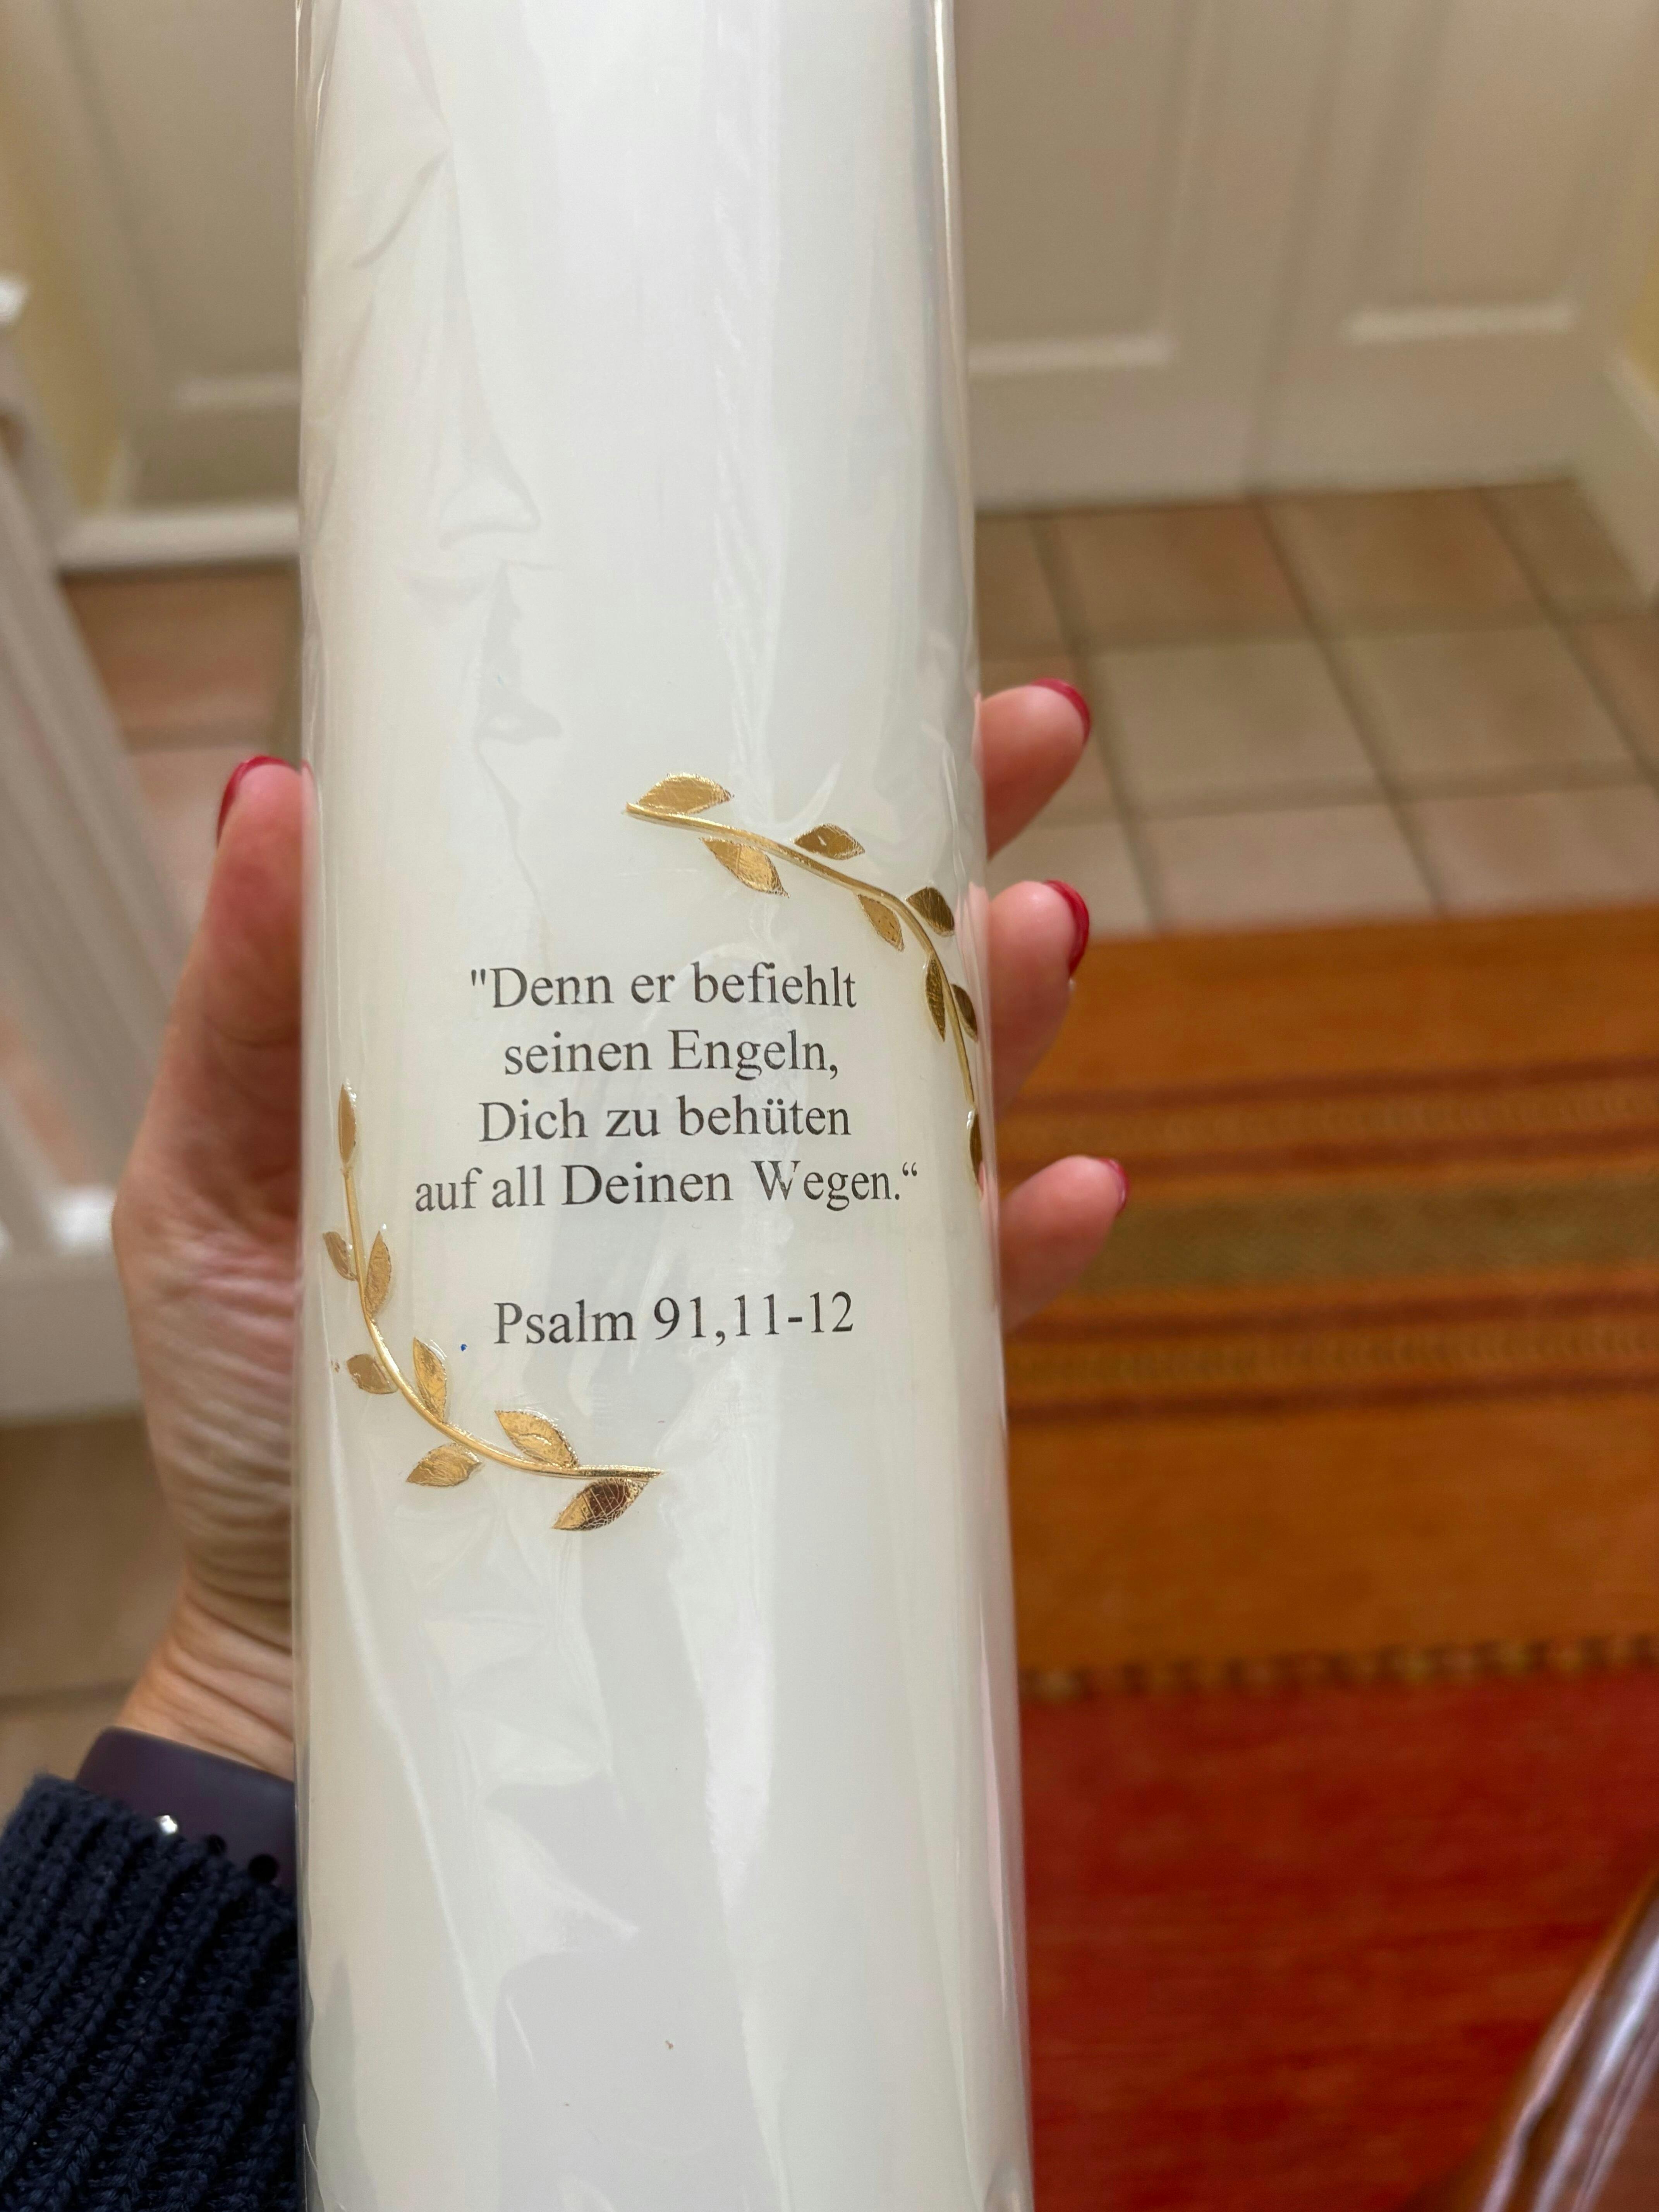 "Denn er befiehlt
seinen Engeln,
Dich zu behüten
auf all Deinen Wegen.“
Psalm 91,11-12